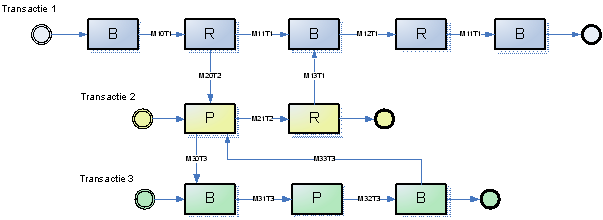 Transactie 1
B M10T1 R M11T1 B M12T1 R M11T1 B
M20T2 M13T1
Transactie 2
P M21T2 R
M30T3 M33T3
Transactie 3
B M31T3 P M32T3 B